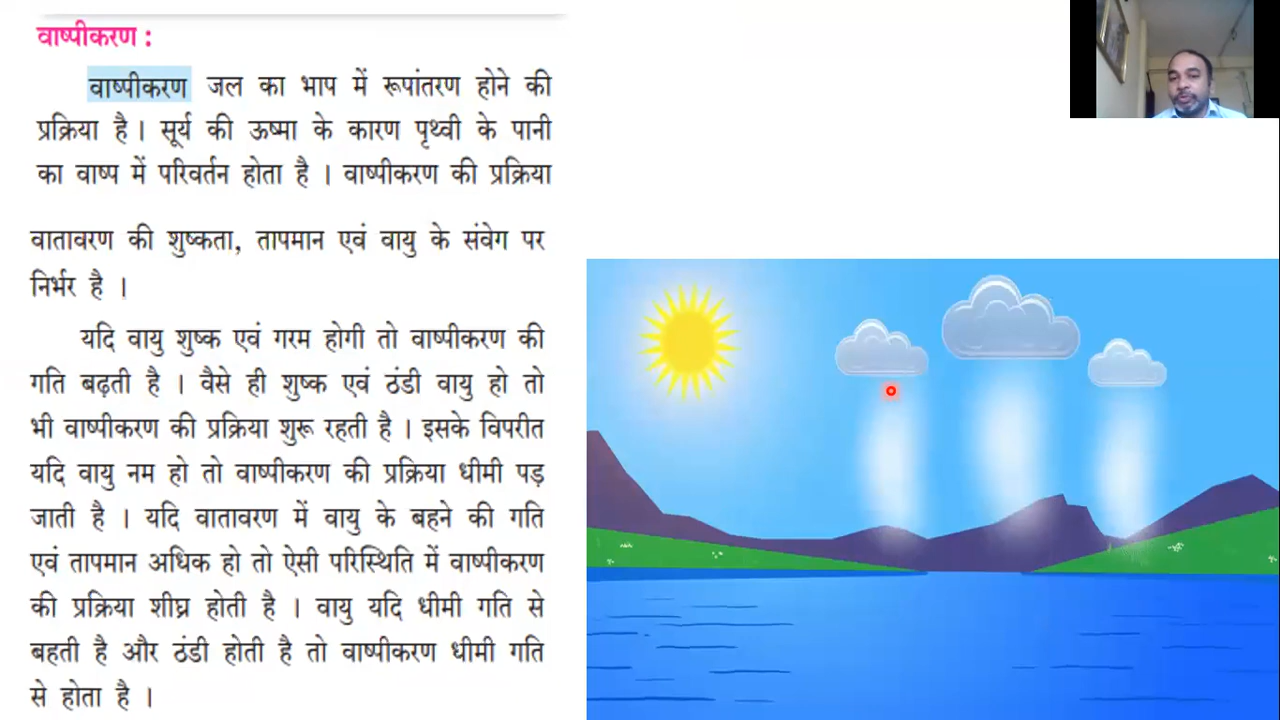 वाष्पीकरण :
वाष्पीकरण जल का भाप में रूपांतरण होने की
प्रक्रिया है । सूर्य की ऊष्मा के कारण पृथ्वी के पानी
का वाष्प में परिवर्तन होता है । वाष्पीकरण की प्रक्रिया
वातावरण की शुष्कता, तापमान एवं वायु के संवेग पर
निर्भर है ।
यदि वायु शुष्क एवं गरम होगी तो वाष्पीकरण की
गति बढ़ती है । वैसे ही शुष्क एवं ठंडी वायु हो तो
भी वाष्पीकरण की प्रक्रिया शुरू रहती है । इसके विपरीत
यदि वायु नम हो तो वाष्पीकरण की प्रक्रिया धीमी पड़
जाती है । यदि वातावरण में वायु के बहने की गति
एवं तापमान अधिक हो तो ऐसी परिस्थिति में वाष्पीकरण
की प्रक्रिया शीघ्र होती है । वायु यदि धीमी गति से
बहती है और ठंडी होती है तो वाष्पीकरण धीमी गति
से होता है ।